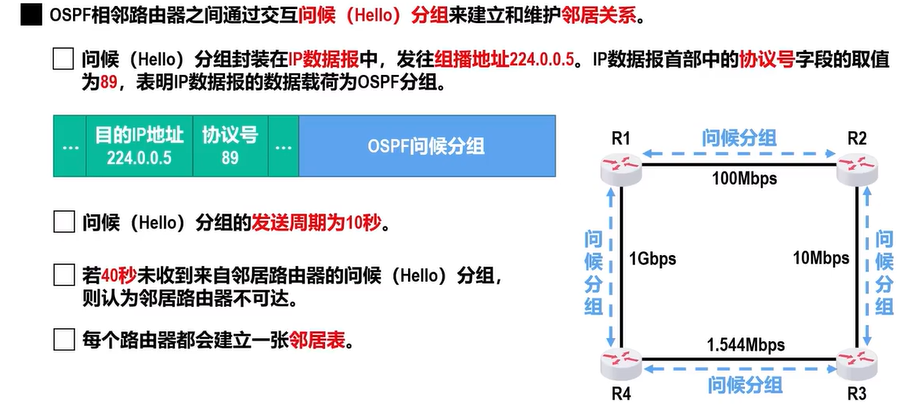 OSPF相邻路由器之间通过交互问候（Hello）分组来建立和维护邻居关系。
问候（Hello）分组封装在IP数据报中，发往组播地址224.0.0.5。IP数据报首部中的协议号字段的取值
为89，表明IP数据报的数据载荷为OSPF分组。
... 目的IP地址 协议号 ... OSPF问候分组
224.0.0.5 89
问候（Hello）分组的发送周期为10秒。
若40秒未收到来自邻居路由器的问候（Hello）分组，
则认为邻居路由器不可达。
每个路由器都会建立一张邻居表。
R1 问候分组 R2
100Mbps
问候分组
1Gbps
10Mbps
问候分组
1.544Mbps
R4 问候分组 R3